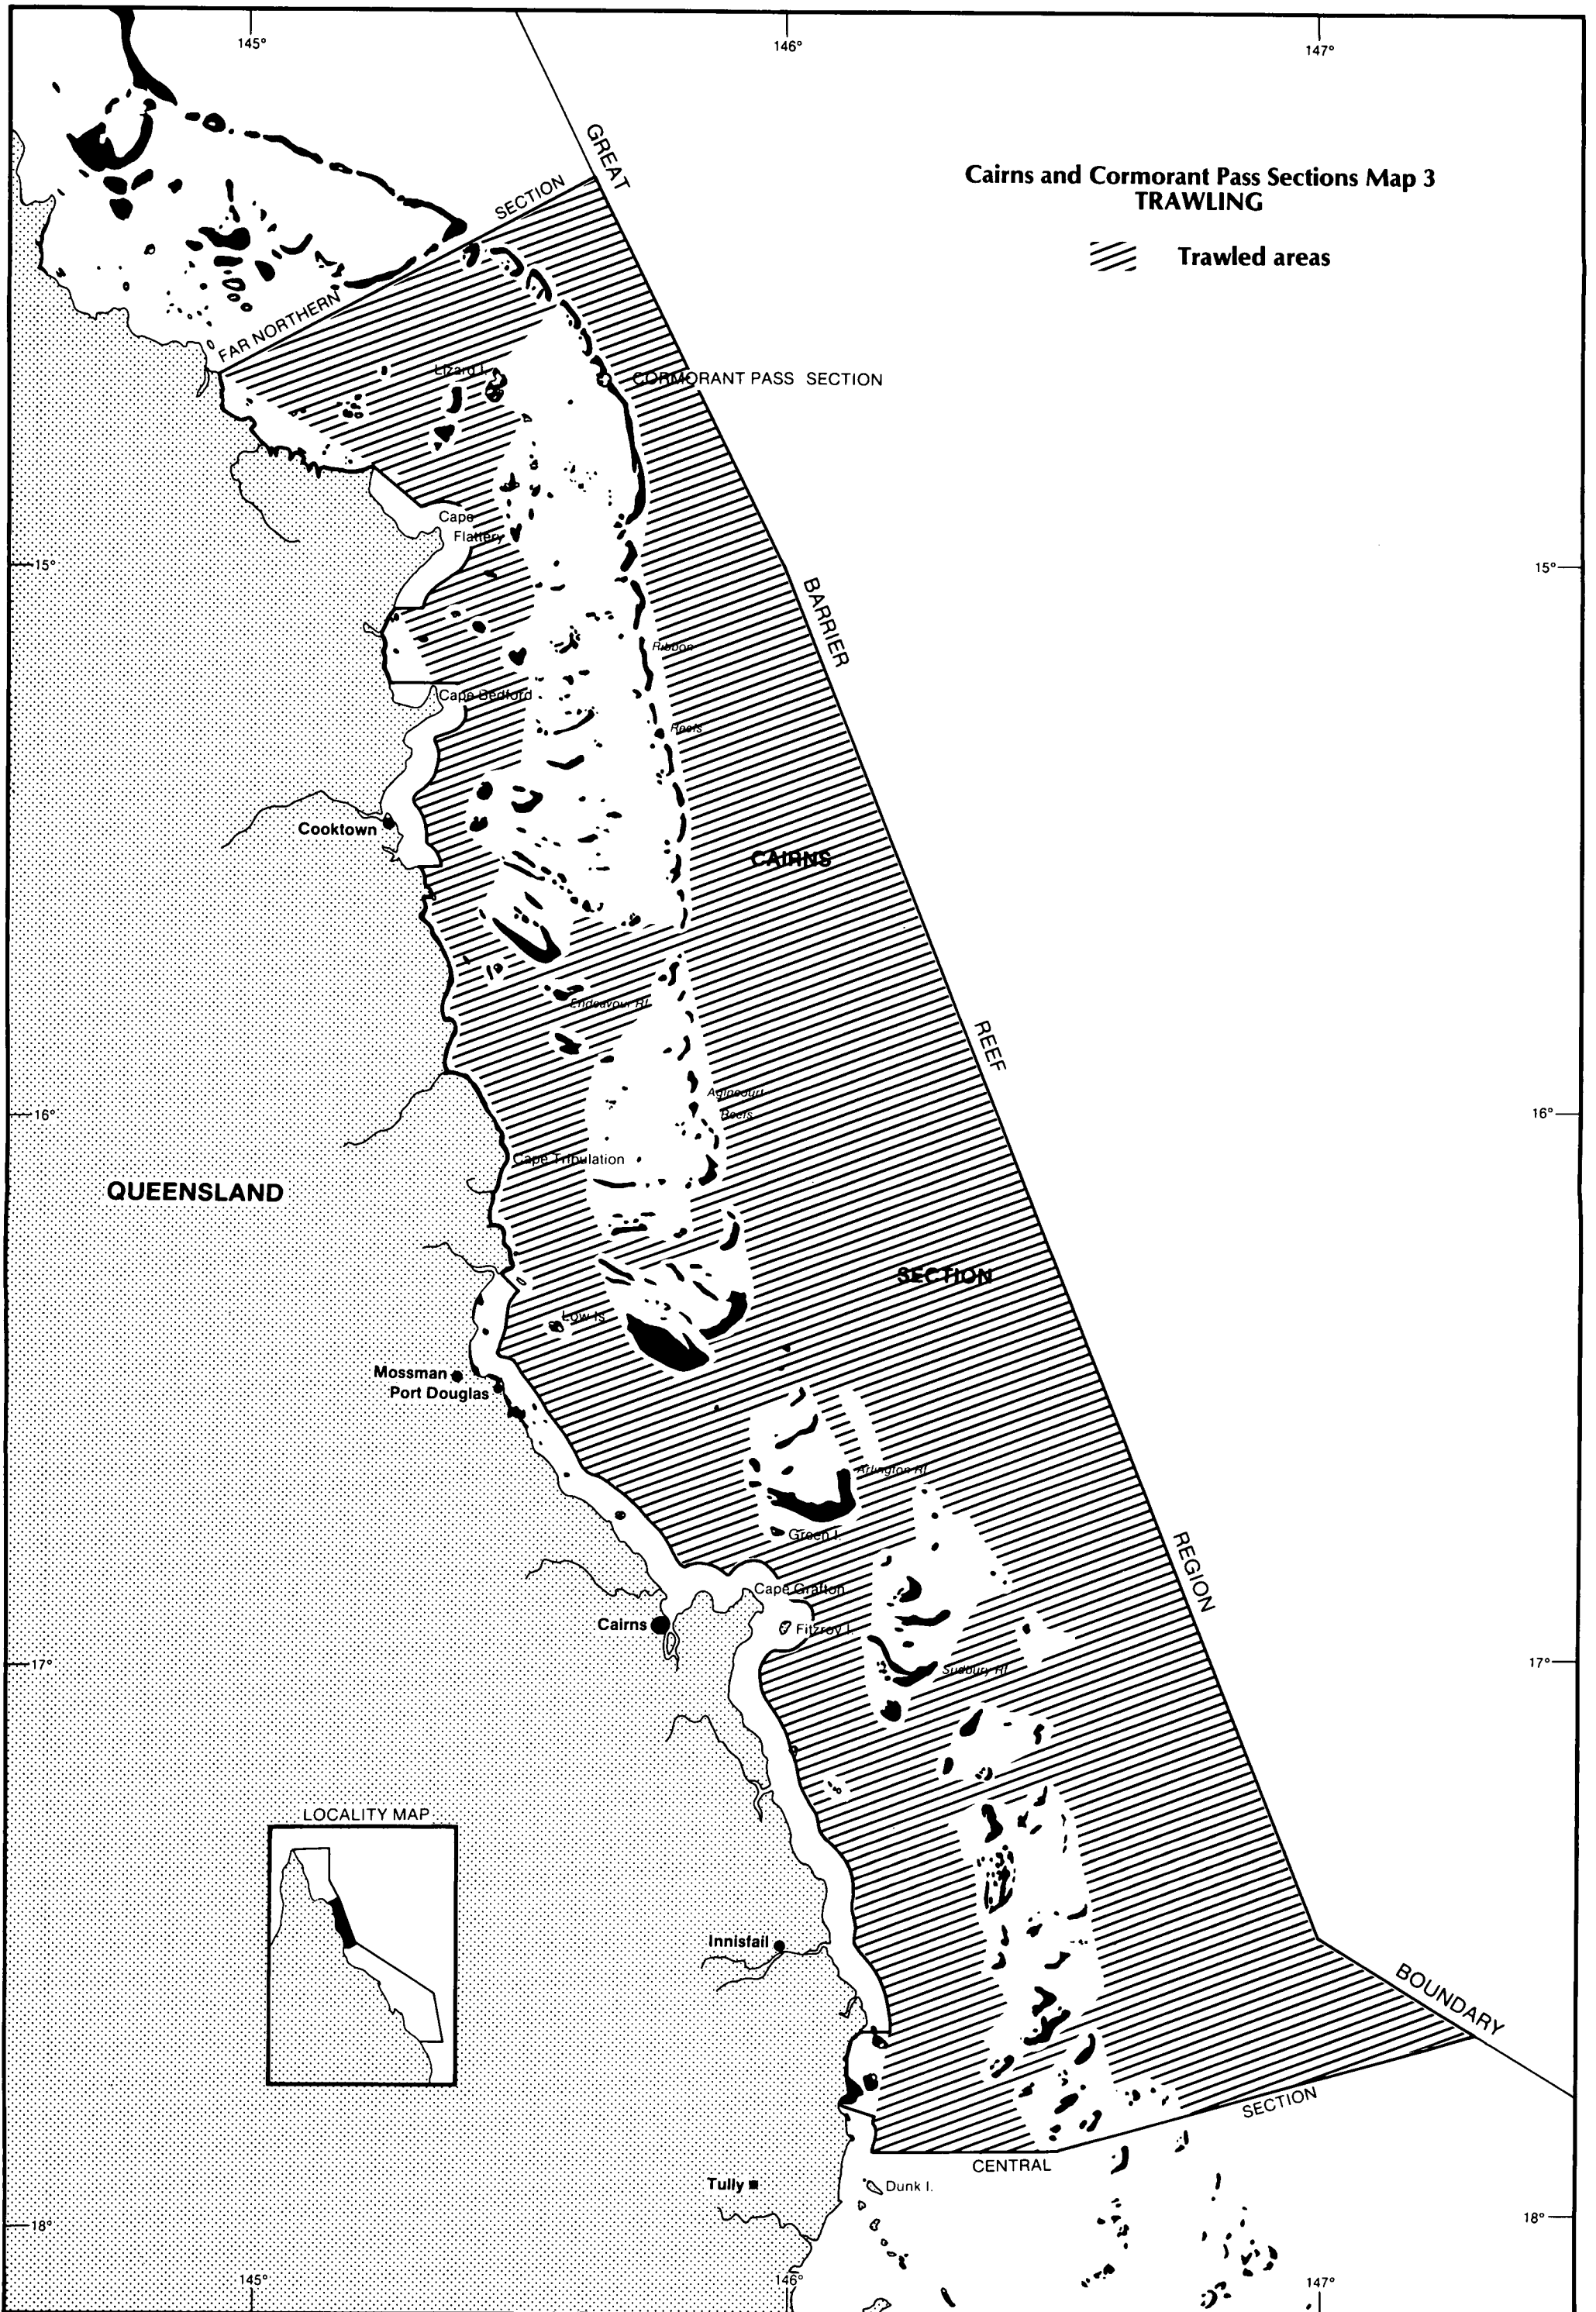 145°
146°
147°
GREAT
Cairns and Cormorant Pass Sections Map 3
TRAWLING
Trawled areas
SECTION
FAR NORTHERN
Lizard I.
CORMORANT PASS SECTION
Cape
Flattery
15°
15°
BARRIER
Ribbon
Cape Bedford
Reefs
Cooktown
CAIRNS
Endeavour Rf.
REEF
Agincourt
Reefs
16°
16°
Cape Tribulation
QUEENSLAND
SECTION
Low Is.
Mossman
Port Douglas
Arlington Rf.
Green I.
REGION
Cape Grafton
Cairns
Fitzroy I.
17°
17°
Sudbury Rf.
LOCALITY MAP
Innisfail
BOUNDARY
SECTION
CENTRAL
Tully
Dunk I.
18°
18°
145°
146°
147°